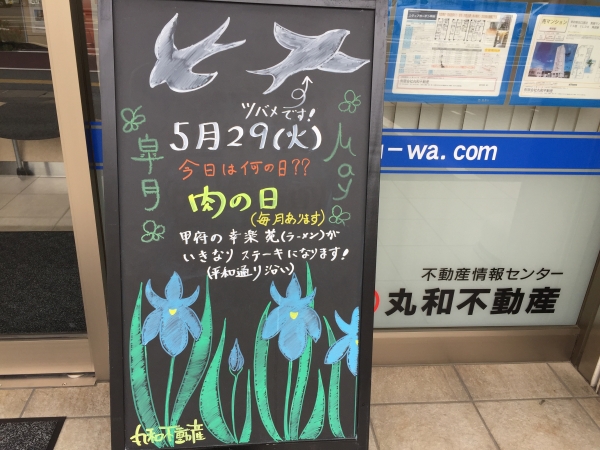 ツバメです!
5月29(火)
今日は何の日??
肉の日
(毎月あります)
甲府の幸楽苑(ラーメン)が
いきなりステーキになります!
(平和通り沿い)
皐月
May
丸和不動産
-wa.com
不動産情報センター
丸和不動産